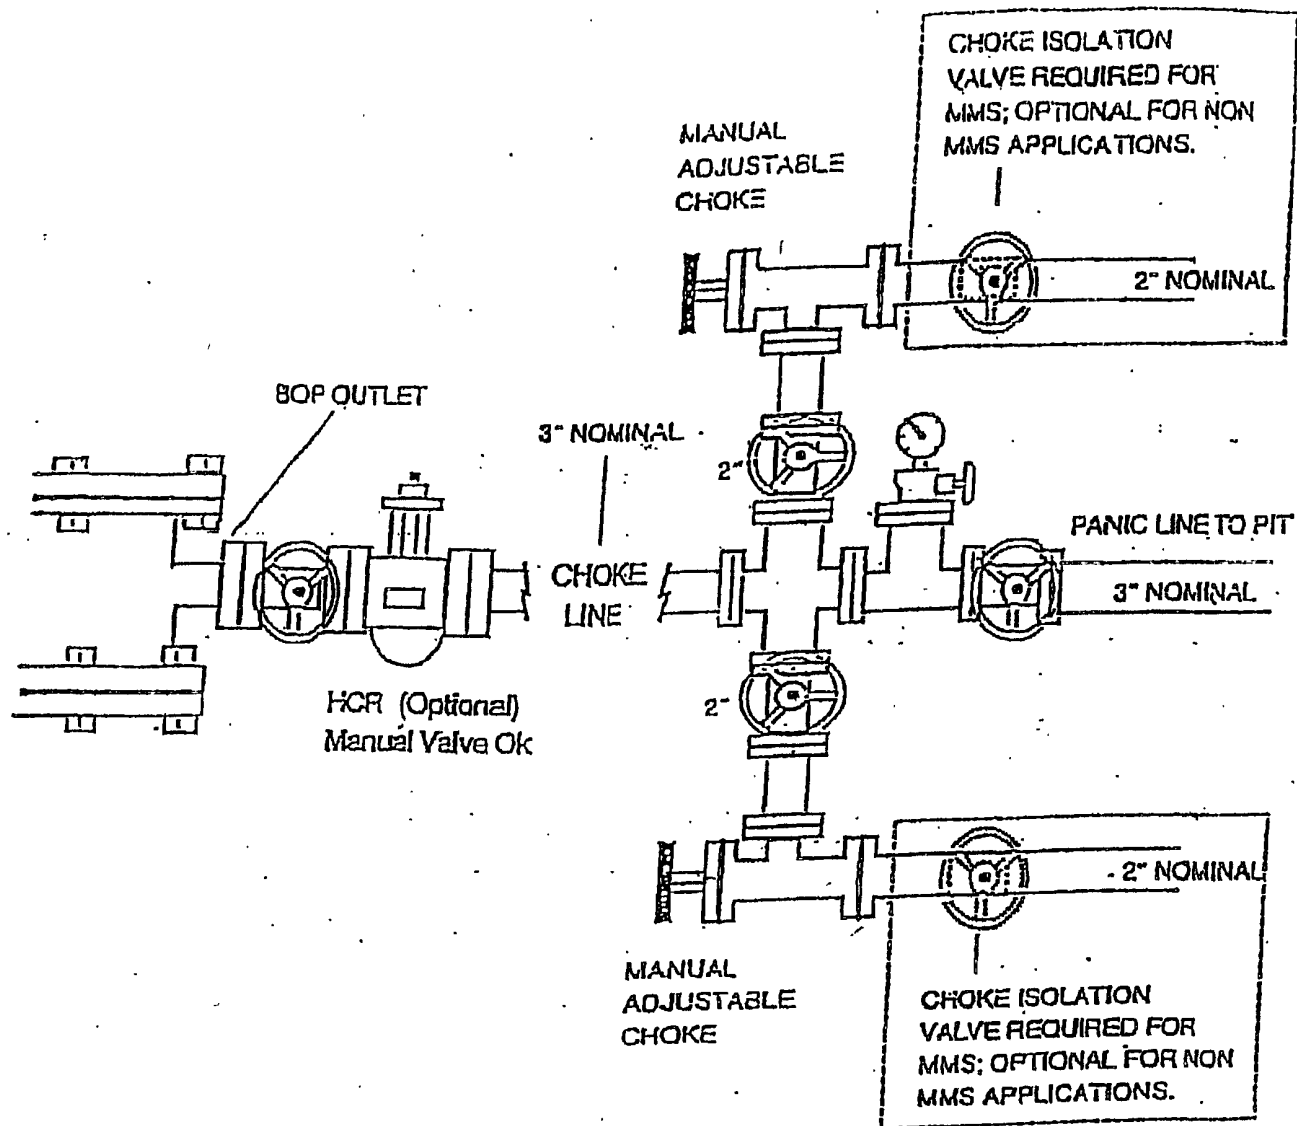 CHOKE ISOLATION
VALVE REQUIRED FOR
MMS; OPTIONAL FOR NON
MMS APPLICATIONS.
MANUAL
ADJUSTABLE
CHOKE
2" NOMINAL
BOP OUTLET
3" NOMINAL
2"
PANIC LINE TO PIT
CHOKE
LINE
3" NOMINAL
HCR (Optional)
Manual Valve Ok
2"
2" NOMINAL
MANUAL
ADJUSTABLE
CHOKE
CHOKE ISOLATION
VALVE REQUIRED FOR
MMS; OPTIONAL FOR NON
MMS APPLICATIONS.